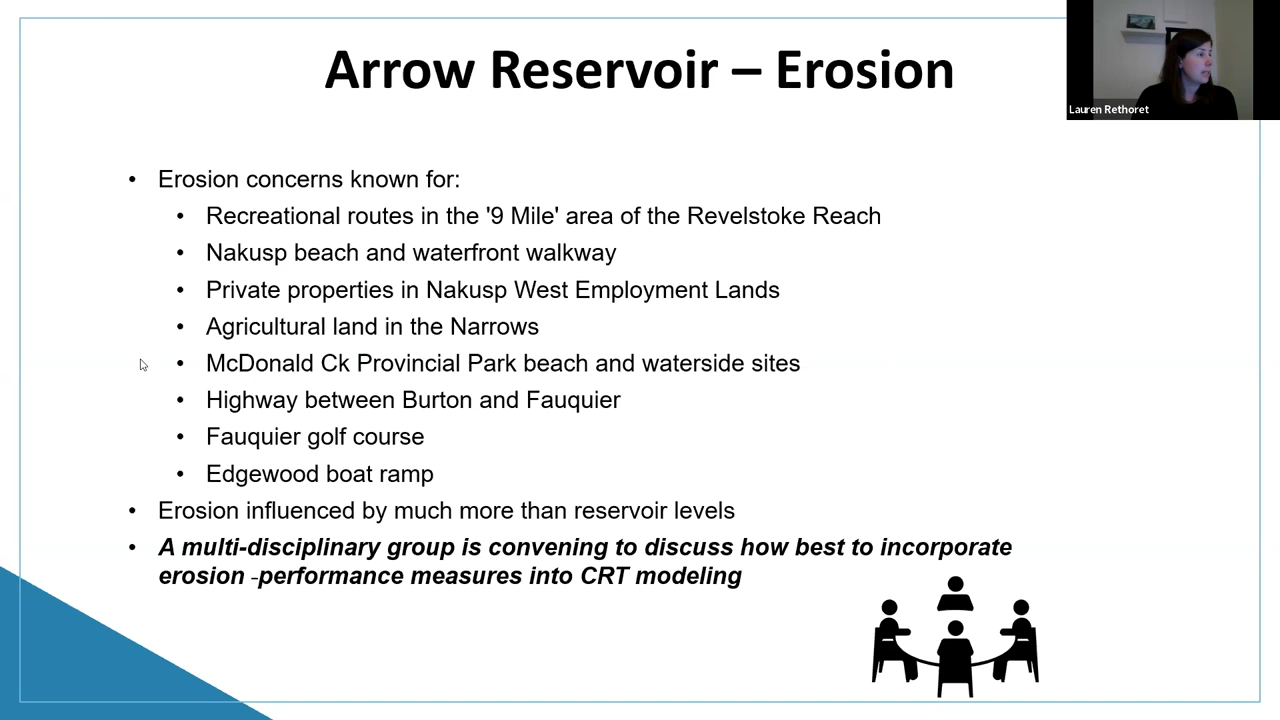 Arrow Reservoir – Erosion
Lauren Rethoret
• Erosion concerns known for:
• Recreational routes in the '9 Mile' area of the Revelstoke Reach
• Nakusp beach and waterfront walkway
• Private properties in Nakusp West Employment Lands
• Agricultural land in the Narrows
• McDonald Ck Provincial Park beach and waterside sites
• Highway between Burton and Fauquier
• Fauquier golf course
• Edgewood boat ramp
• Erosion influenced by much more than reservoir levels
• A multi-disciplinary group is convening to discuss how best to incorporate
erosion -performance measures into CRT modeling